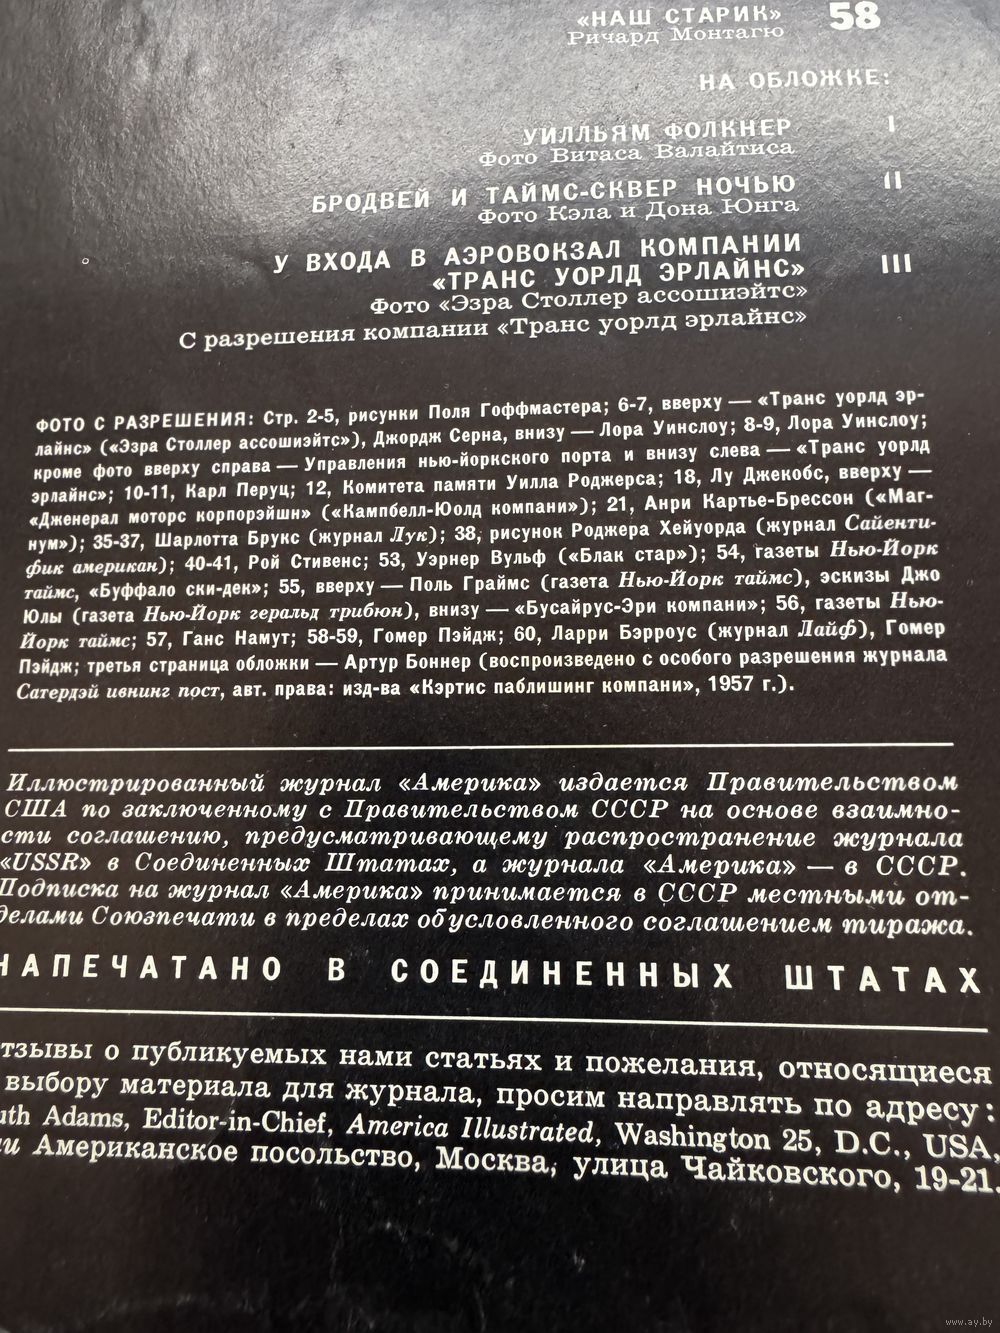 «НАШ СТАРИК» 58
Ричард Монтагю
НА ОБЛОЖКЕ:
УИЛЛЬЯМ ФОЛКНЕР I
Фото Витаса Валайтиса
БРОДВЕЙ И ТАЙМС-СКВЕР НОЧЬЮ II
Фото Кэла и Дона Юнга
У ВХОДА В АЭРОВОКЗАЛ КОМПАНИИ
«ТРАНС УОРЛД ЭРЛАЙНС» III
Фото «Эзра Столлер ассошиэйтс»
С разрешения компании «Транс уорлд эрлайнс»
ФОТО С РАЗРЕШЕНИЯ: Стр. 2-5, рисунки Поля Гоффмастера; 6-7, вверху — «Транс уорлд эр-
лайнс» («Эзра Столлер ассошиэйтс»), Джордж Серна, внизу — Лора Уинслоу; 8-9, Лора Уинслоу;
кроме фото вверху справа — Управления нью-йоркского порта и внизу слева — «Транс уорлд
эрлайнс»; 10-11, Карл Перуц; 12, Комитета памяти Уилла Роджерса; 18, Лу Джекобс, вверху —
«Дженерал моторс корпорэйшн» («Кампбелл-Юолд компани»); 21, Анри Картье-Брессон («Маг-
нум»); 35-37, Шарлотта Брукс (журнал Лук); 38, рисунок Роджера Хейуорда (журнал Сайенти-
фик американ); 40-41, Рой Стивенс; 53, Уэрнер Вульф («Блак стар»); 54, газеты Нью-Йорк
таймс, «Буффало ски-дек»; 55, вверху — Поль Граймс (газета Нью-Йорк таймс), эскизы Джо
Юлы (газета Нью-Йорк геральд трибюн), внизу — «Бусайрус-Эри компани»; 56, газеты Нью-
Йорк таймс; 57, Ганс Намут; 58-59, Гомер Пэйдж; 60, Ларри Бэрроус (журнал Лайф), Гомер
Пэйдж; третья страница обложки — Артур Боннер (воспроизведено с особого разрешения журнала
Сатердэй ивнинг пост, авт. права: изд-ва «Кэртис паблишинг компани», 1957 г.).
Иллюстрированный журнал «Америка» издается Правительством
США по заключенному с Правительством СССР на основе взаимно-
сти соглашению, предусматривающему распространение журнала
«USSR» в Соединенных Штатах, а журнала «Америка» — в СССР.
Подписка на журнал «Америка» принимается в СССР местными от-
делами Союзпечати в пределах обусловленного соглашением тиража.
НАПЕЧАТАНО В СОЕДИНЕННЫХ ШТАТАХ
тзывы о публикуемых нами статьях и пожелания, относящиеся
выбору материала для журнала, просим направлять по адресу:
uth Adams, Editor-in-Chief, America Illustrated, Washington 25, D.C., USA,
ли Американское посольство, Москва, улица Чайковского, 19-21.
www.ay.by